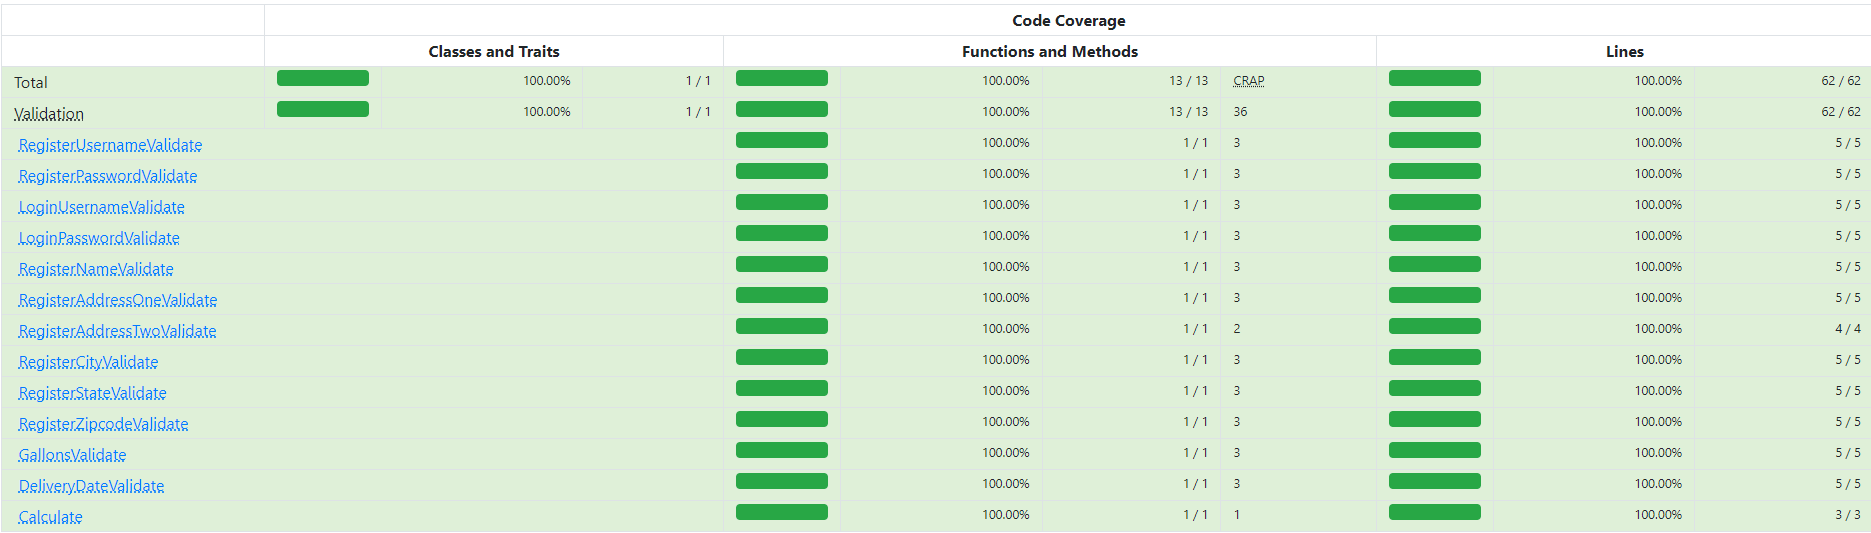 Code Coverage
Classes and Traits Functions and Methods Lines
Total 100.00% 1 / 1 100.00% 13 / 13 CRAP 100.00% 62 / 62
Validation 100.00% 1 / 1 100.00% 13 / 13 36 100.00% 62 / 62
RegisterUsernameValidate 100.00% 1 / 1 3 100.00% 5 / 5
RegisterPasswordValidate 100.00% 1 / 1 3 100.00% 5 / 5
LoginUsernameValidate 100.00% 1 / 1 3 100.00% 5 / 5
LoginPasswordValidate 100.00% 1 / 1 3 100.00% 5 / 5
RegisterNameValidate 100.00% 1 / 1 3 100.00% 5 / 5
RegisterAddressOneValidate 100.00% 1 / 1 3 100.00% 5 / 5
RegisterAddressTwoValidate 100.00% 1 / 1 2 100.00% 4 / 4
RegisterCityValidate 100.00% 1 / 1 3 100.00% 5 / 5
RegisterStateValidate 100.00% 1 / 1 3 100.00% 5 / 5
RegisterZipcodeValidate 100.00% 1 / 1 3 100.00% 5 / 5
GallonsValidate 100.00% 1 / 1 3 100.00% 5 / 5
DeliveryDateValidate 100.00% 1 / 1 3 100.00% 5 / 5
Calculate 100.00% 1 / 1 1 100.00% 3 / 3